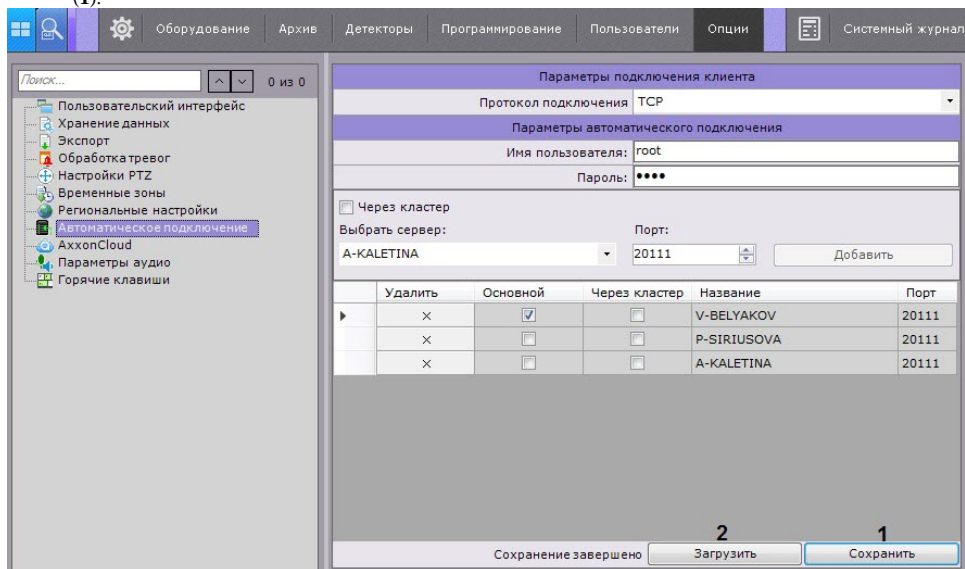 (1).
Оборудование Архив Детекторы Программирование Пользователи Опции Системный журнал
Поиск... 0 из 0
Пользовательский интерфейс
Хранение данных
Экспорт
Обработка тревог
Настройки PTZ
Временные зоны
Региональные настройки
Автоматическое подключение
AxxonCloud
Параметры аудио
Горячие клавиши
Параметры подключения клиента
Протокол подключения TCP
Параметры автоматического подключения
Имя пользователя: root
Пароль: ••••
Через кластер
Выбрать сервер: Порт:
A-KALETINA 20111 Добавить
Удалить Основной Через кластер Название Порт
V-BELYAKOV 20111
P-SIRIUSOVA 20111
A-KALETINA 20111
2 1
Сохранение завершено Загрузить Сохранить